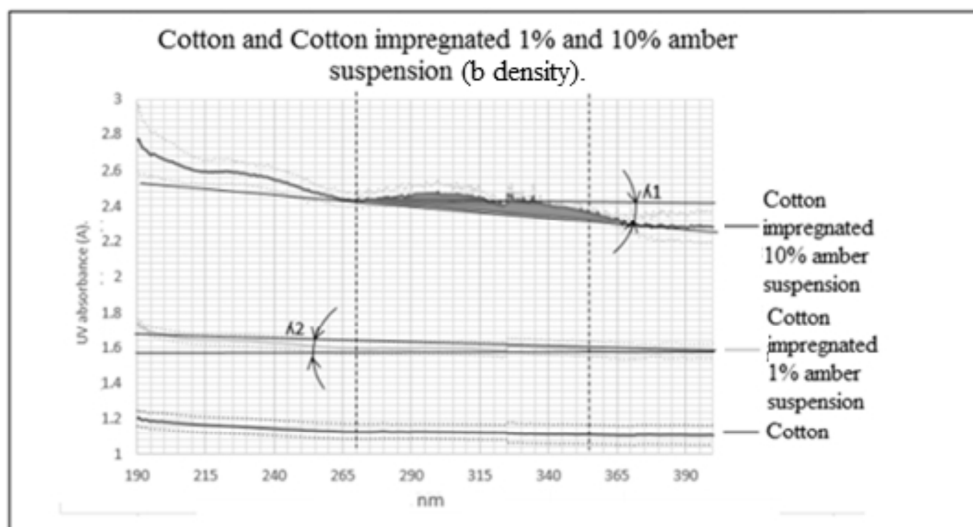 Cotton and Cotton impregnated 1% and 10% amber
suspension (b density).
3
2.8
2.6
2.4
2.2
2
1.8
1.6
1.4
1.2
1
UV absorbance (A).
ʎ1
ʎ2
190
215
240
265
290
315
340
365
390
nm
Cotton
impregnated
10% amber
suspension
Cotton
impregnated
1% amber
suspension
Cotton